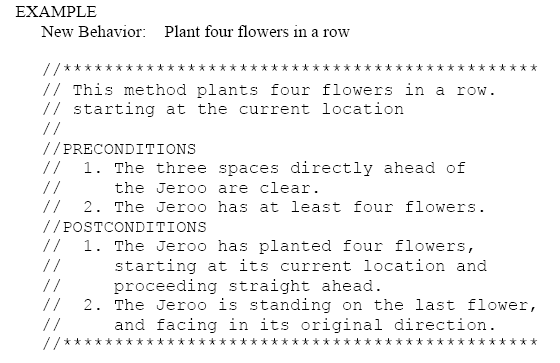 EXAMPLE
New Behavior: Plant four flowers in a row
//**********************************************
// This method plants four flowers in a row.
// starting at the current location
//
//PRECONDITIONS
// 1. The three spaces directly ahead of
// the Jeroo are clear.
// 2. The Jeroo has at least four flowers.
//POSTCONDITIONS
// 1. The Jeroo has planted four flowers,
// starting at its current location and
// proceeding straight ahead.
// 2. The Jeroo is standing on the last flower,
// and facing in its original direction.
//**********************************************